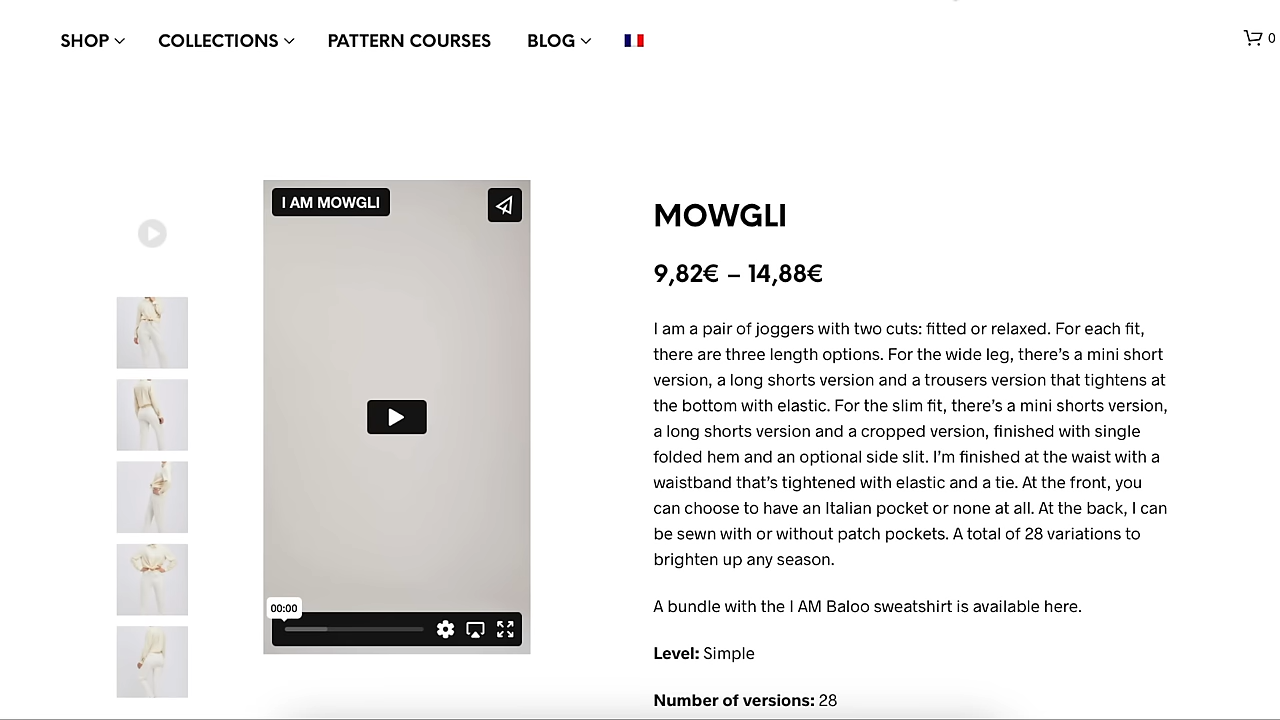 SHOP COLLECTIONS PATTERN COURSES BLOG 0
I AM MOWGLI
00:00
MOWGLI
9,82€ – 14,88€
I am a pair of joggers with two cuts: fitted or relaxed. For each fit,
there are three length options. For the wide leg, there’s a mini short
version, a long shorts version and a trousers version that tightens at
the bottom with elastic. For the slim fit, there’s a mini shorts version,
a long shorts version and a cropped version, finished with single
folded hem and an optional side slit. I’m finished at the waist with a
waistband that’s tightened with elastic and a tie. At the front, you
can choose to have an Italian pocket or none at all. At the back, I can
be sewn with or without patch pockets. A total of 28 variations to
brighten up any season.
A bundle with the I AM Baloo sweatshirt is available here.
Level: Simple
Number of versions: 28